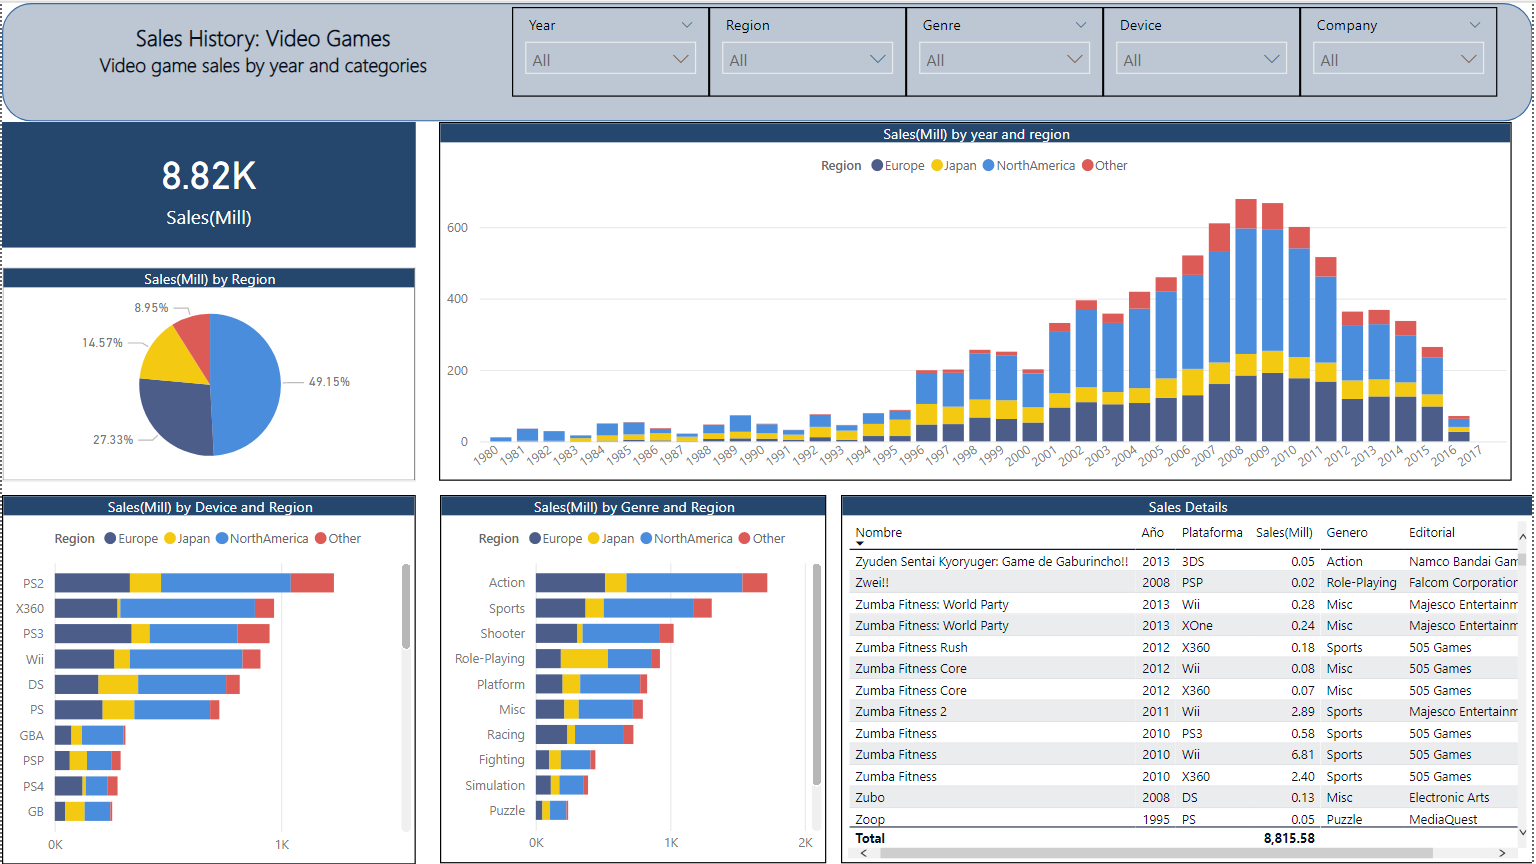 Sales History: Video Games
Video game sales by year and categories
Year
All
Region
All
Genre
All
Device
All
Company
All
8.82K
Sales(Mill)
Sales(Mill) by Region
8.95%
14.57%
49.15%
27.33%
Sales(Mill) by year and region
Region Europe Japan NorthAmerica Other
600
400
200
0
1980 1981 1982 1983 1984 1985 1986 1987 1988 1989 1990 1991 1992 1993 1994 1995 1996 1997 1998 1999 2000 2001 2002 2003 2004 2005 2006 2007 2008 2009 2010 2011 2012 2013 2014 2015 2016 2017
Sales(Mill) by Device and Region
Region Europe Japan NorthAmerica Other
PS2
X360
PS3
Wii
DS
PS
GBA
PSP
PS4
GB
0K 1K
Sales(Mill) by Genre and Region
Region Europe Japan NorthAmerica Other
Action
Sports
Shooter
Role-Playing
Platform
Misc
Racing
Fighting
Simulation
Puzzle
0K 1K 2K
Sales Details
Nombre Año Plataforma Sales(Mill) Genero Editorial
Zyuden Sentai Kyoryuger: Game de Gaburincho!! 2013 3DS 0.05 Action Namco Bandai Gam
Zwei!! 2008 PSP 0.02 Role-Playing Falcom Corporation
Zumba Fitness: World Party 2013 Wii 0.28 Misc Majesco Entertainm
Zumba Fitness: World Party 2013 XOne 0.24 Misc Majesco Entertainm
Zumba Fitness Rush 2012 X360 0.18 Sports 505 Games
Zumba Fitness Core 2012 Wii 0.08 Misc 505 Games
Zumba Fitness Core 2012 X360 0.07 Misc 505 Games
Zumba Fitness 2 2011 Wii 2.89 Sports Majesco Entertainm
Zumba Fitness 2010 PS3 0.58 Sports 505 Games
Zumba Fitness 2010 Wii 6.81 Sports 505 Games
Zumba Fitness 2010 X360 2.40 Sports 505 Games
Zubo 2008 DS 0.13 Misc Electronic Arts
Zoop 1995 PS 0.05 Puzzle MediaQuest
Total 8,815.58